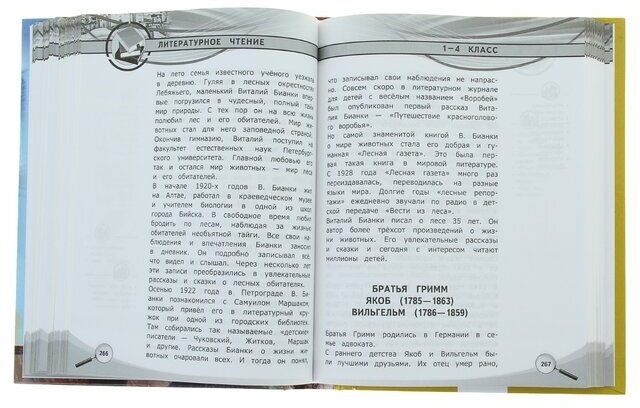 ЛИТЕРАТУРНОЕ ЧТЕНИЕ
На лето семья известного учёного уезжала
в деревню. Гуляя в лесных окрестностях
Лебяжьего, маленький Виталий Бианки впер-
вые погрузился в чудесный, полный тайн
мир природы. С тех пор он на всю жизнь
полюбил лес и его обитателей. Мир жи-
вотных стал для него заповедной страной.
Окончив гимназию, Виталий поступил на
факультет естественных наук Петербург-
ского университета. Главной любовью его
так и остался мир животных — мир леса
и его обитателей.
В начале 1920-х годов В. Бианки жил
на Алтае, работал в краеведческом музее
и учителем биологии в одной из школ
города Бийска. В свободное время любил
бродить по лесам, наблюдая за жизнью
обитателей необъятной тайги. Все свои на-
блюдения и впечатления Бианки заносил
в дневник. Он подробно записывал всё,
что видел и слышал. Через несколько лет
эти записи преобразились в увлекательные
рассказы и сказки о лесных обитателях.
Осенью 1922 года в Петрограде В. Би-
анки познакомился с Самуилом Маршаком,
который привёл его в литературный кру-
жок при одной из городских библиотек.
Там собирались так называемые «детские»
писатели — Чуковский, Житков, Маршак
и другие. Рассказы Бианки о жизни жи-
вотных очаровали всех. И тогда он понял,
266
1—4 КЛАСС
что записывал свои наблюдения не напрас-
но. Совсем скоро в литературном журнале
для детей с весёлым названием «Воробей»
был опубликован первый рассказ Вита-
лия Бианки — «Путешествие красноголово-
го воробья».
Но самой знаменитой книгой В. Бианки
о мире животных стала его добрая и гу-
манная «Лесная газета». Это была пер-
вая такая книга в мировой литературе.
С 1928 года «Лесная газета» много раз
переиздавалась, переводилась на разные
языки мира. Долгие годы «лесные репор-
тажи» ежедневно звучали по радио в дет-
ской передаче «Вести из леса».
Виталий Бианки писал о лесе 35 лет. Он
автор более трёхсот произведений о жиз-
ни животных. Его увлекательные рассказы
и сказки и сегодня с интересом читают
миллионы детей.
БРАТЬЯ ГРИММ
ЯКОБ (1785—1863)
ВИЛЬГЕЛЬМ (1786—1859)
Братья Гримм родились в Германии в се-
мье адвоката.
С раннего детства Якоб и Вильгельм бы-
ли лучшими друзьями. Их отец умер рано,
267